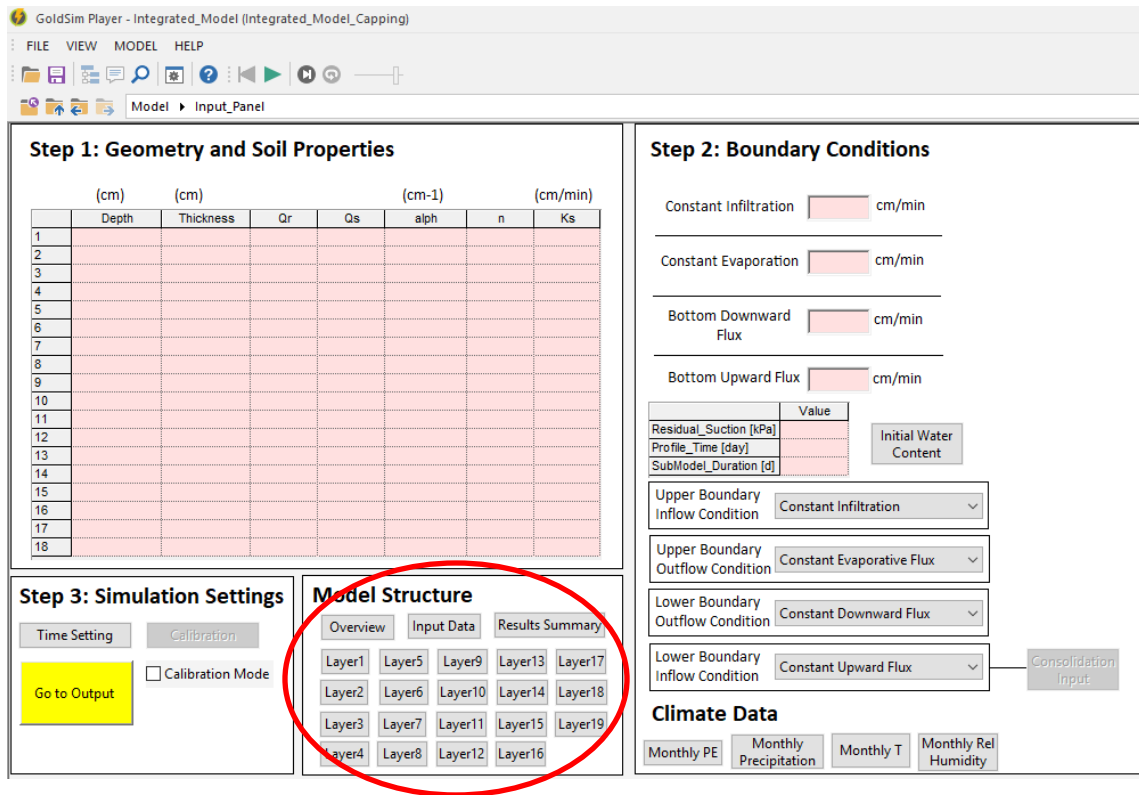 GoldSim Player - Integrated_Model (Integrated_Model_Capping)
FILE VIEW MODEL HELP
Model Input_Panel
Step 1: Geometry and Soil Properties
(cm) (cm) (cm-1) (cm/min)
Depth Thickness Qr Qs alph n Ks
1
2
3
4
5
6
7
8
9
10
11
12
13
14
15
16
17
18
Step 2: Boundary Conditions
Constant Infiltration cm/min
Constant Evaporation cm/min
Bottom Downward
Flux
cm/min
Bottom Upward Flux cm/min
Value
Residual_Suction [kPa]
Profile_Time [day]
SubModel_Duration [d]
Initial Water
Content
Upper Boundary
Inflow Condition
Constant Infiltration
Upper Boundary
Outflow Condition
Constant Evaporative Flux
Lower Boundary
Outflow Condition
Constant Downward Flux
Lower Boundary
Inflow Condition
Constant Upward Flux
Consolidation
Input
Climate Data
Monthly PE
Monthly
Precipitation
Monthly T
Monthly Rel
Humidity
Step 3: Simulation Settings
Time Setting Calibration
Go to Output
Calibration Mode
Model Structure
Overview Input Data Results Summary
Layer1 Layer5 Layer9 Layer13 Layer17
Layer2 Layer6 Layer10 Layer14 Layer18
Layer3 Layer7 Layer11 Layer15 Layer19
Layer4 Layer8 Layer12 Layer16